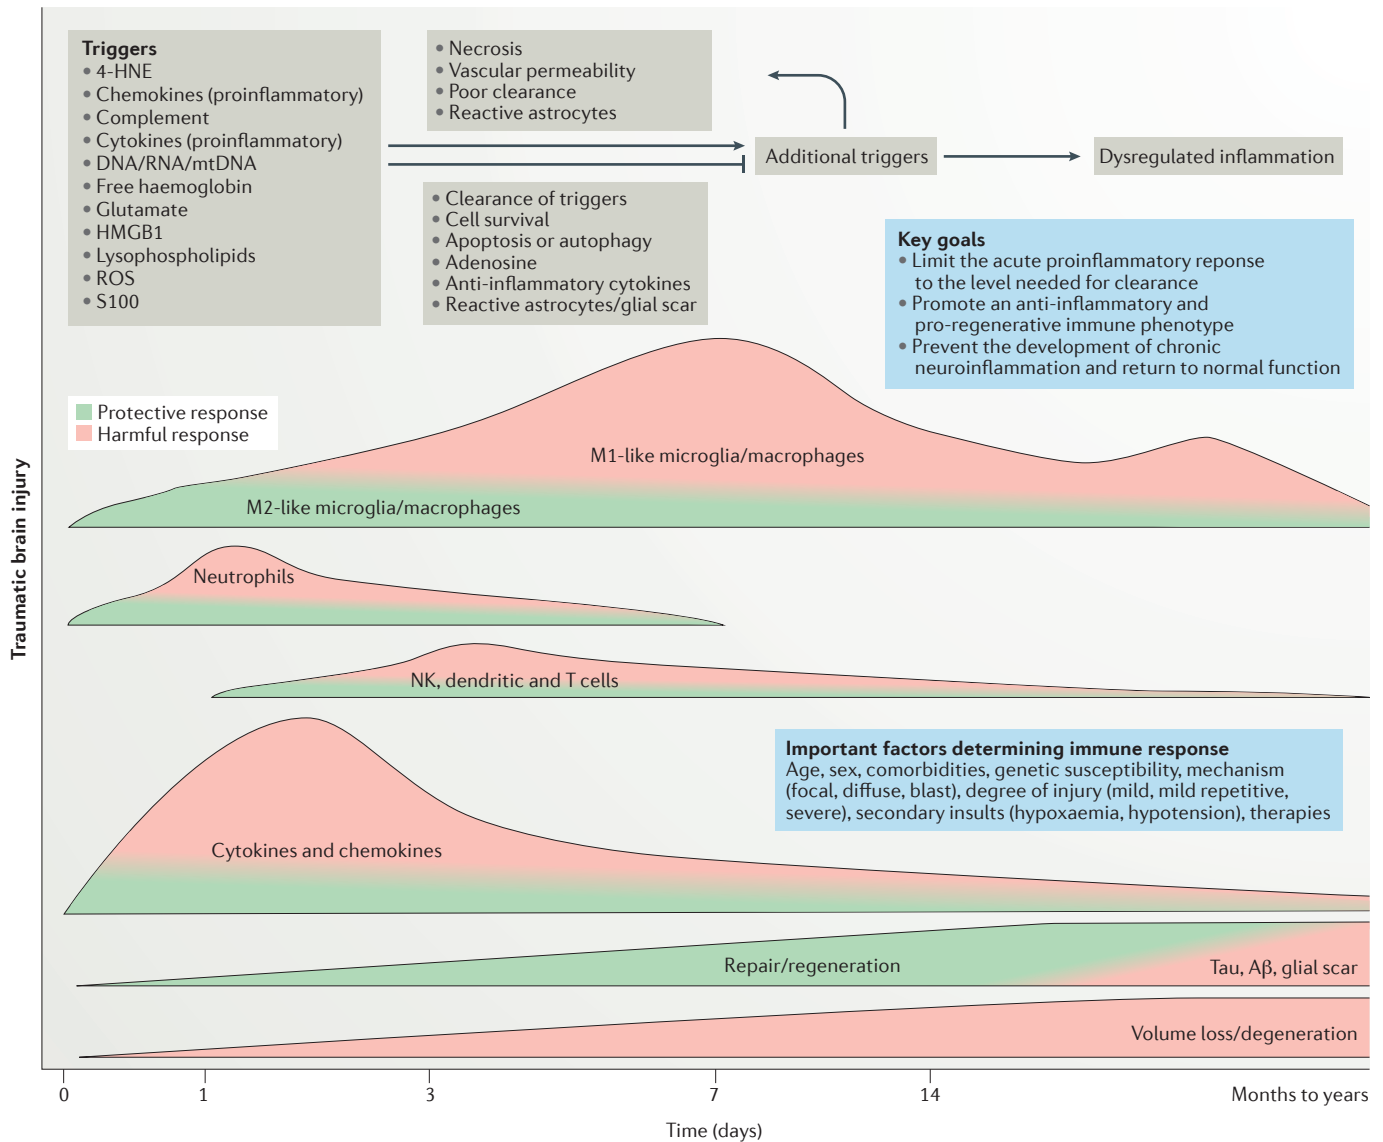 Triggers
• 4-HNE
• Chemokines (proinflammatory)
• Complement
• Cytokines (proinflammatory)
• DNA/RNA/mtDNA
• Free haemoglobin
• Glutamate
• HMGB1
• Lysophospholipids
• ROS
• S100
• Necrosis
• Vascular permeability
• Poor clearance
• Reactive astrocytes
Additional triggers
Dysregulated inflammation
• Clearance of triggers
• Cell survival
• Apoptosis or autophagy
• Adenosine
• Anti-inflammatory cytokines
• Reactive astrocytes/glial scar
Key goals
• Limit the acute proinflammatory reponse
to the level needed for clearance
• Promote an anti-inflammatory and
pro-regenerative immune phenotype
• Prevent the development of chronic
neuroinflammation and return to normal function
Protective response
Harmful response
Traumatic brain injury
M1-like microglia/macrophages
M2-like microglia/macrophages
Neutrophils
NK, dendritic and T cells
Important factors determining immune response
Age, sex, comorbidities, genetic susceptibility, mechanism
(focal, diffuse, blast), degree of injury (mild, mild repetitive,
severe), secondary insults (hypoxaemia, hypotension), therapies
Cytokines and chemokines
Repair/regeneration
Tau, Aβ, glial scar
Volume loss/degeneration
0 1 3 7 14 Months to years
Time (days)